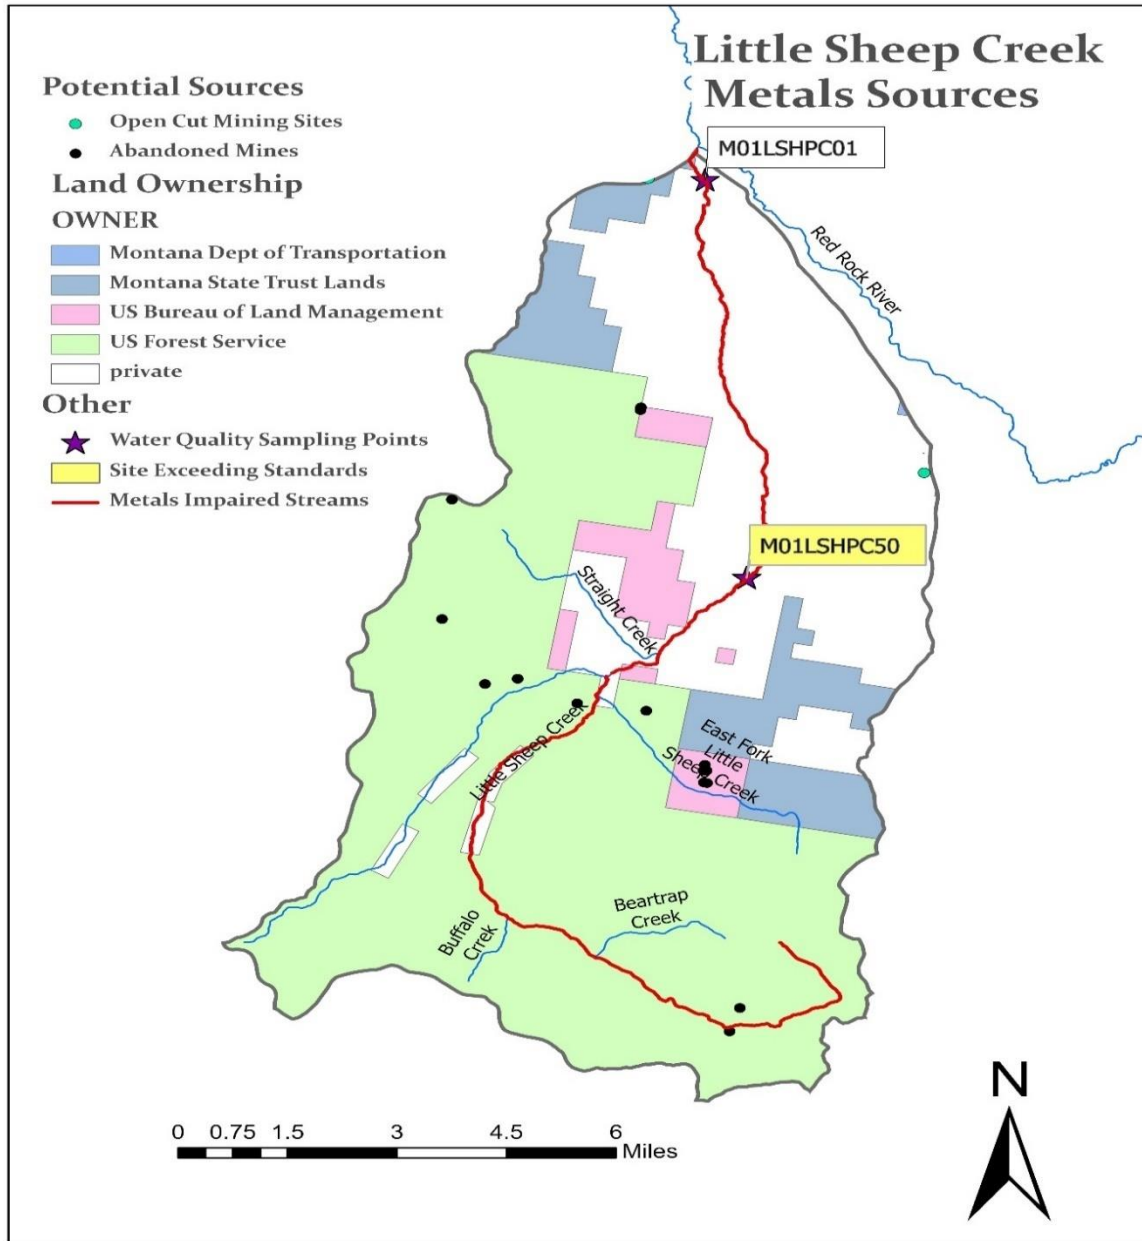 Little Sheep Creek
Metals Sources
Potential Sources
Open Cut Mining Sites
Abandoned Mines
Land Ownership
OWNER
Montana Dept of Transportation
Montana State Trust Lands
US Bureau of Land Management
US Forest Service
private
Other
Water Quality Sampling Points
Site Exceeding Standards
Metals Impaired Streams
M01LSHPC01
Red Rock River
M01LSHPC50
Straight Creek
Little Sheep Creek
East Fork
Little
Sheep Creek
Beartrap
Creek
Buffalo
Crrek
N
0 0.75 1.5 3 4.5 6
Miles